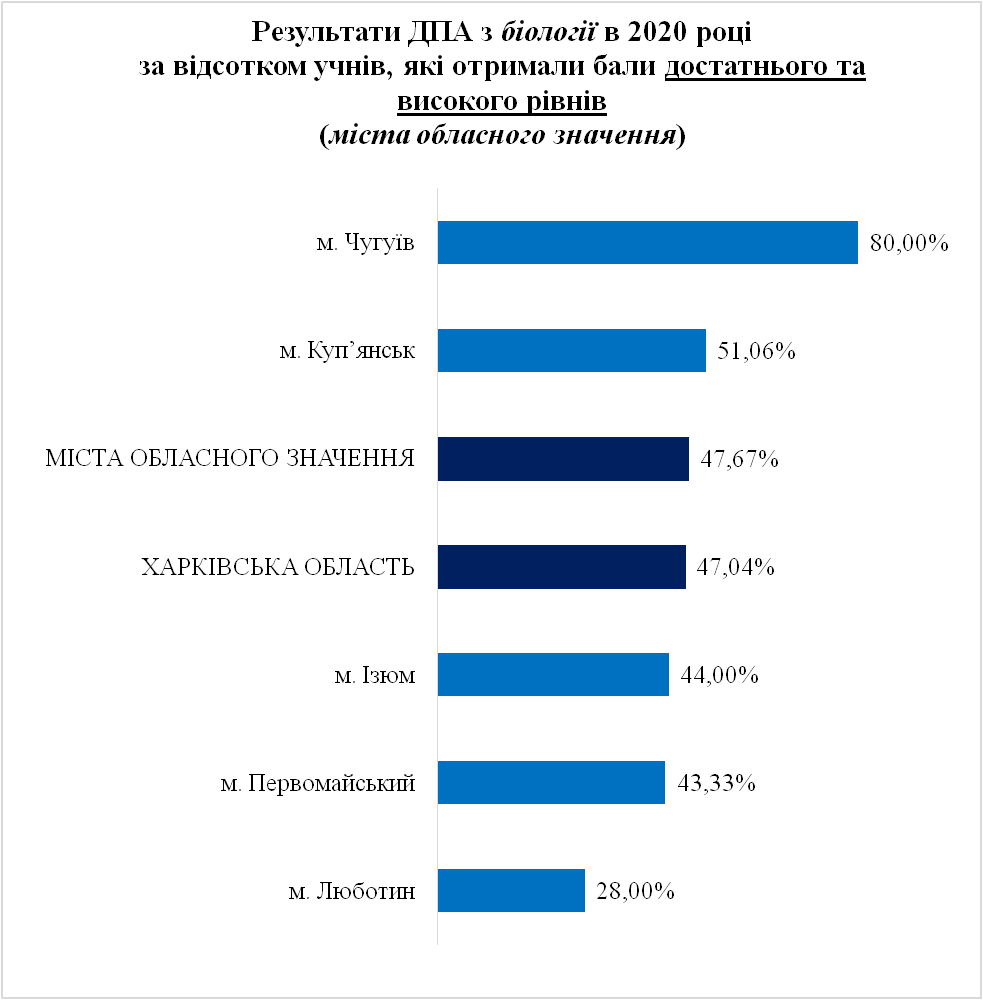 Результати ДПА з біології в 2020 році
за відсотком учнів, які отримали бали достатнього та
високого рівнів
(міста обласного значення)
м. Чугуїв 80,00%
м. Куп’янськ 51,06%
МІСТА ОБЛАСНОГО ЗНАЧЕННЯ 47,67%
ХАРКІВСЬКА ОБЛАСТЬ 47,04%
м. Ізюм 44,00%
м. Первомайський 43,33%
м. Люботин 28,00%